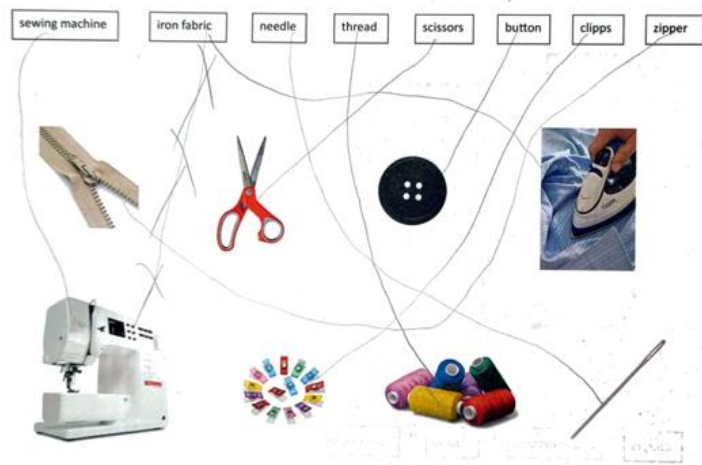 sewing machine
iron fabric
needle
thread
scissors
button
clipps
zipper